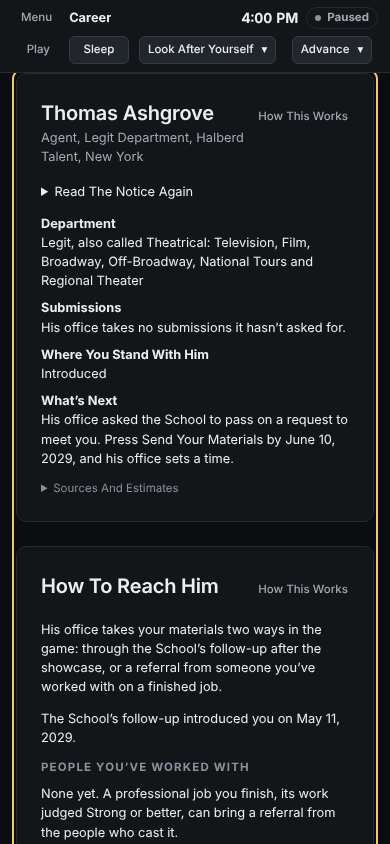 Menu Career 4:00 PM Paused
Play Sleep Look After Yourself ▾ Advance ▾
Thomas Ashgrove How This Works
Agent, Legit Department, Halberd
Talent, New York
▶ Read The Notice Again
Department
Legit, also called Theatrical: Television, Film,
Broadway, Off-Broadway, National Tours and
Regional Theater
Submissions
His office takes no submissions it hasn’t asked for.
Where You Stand With Him
Introduced
What’s Next
His office asked the School to pass on a request to
meet you. Press Send Your Materials by June 10,
2029, and his office sets a time.
▶ Sources And Estimates
How To Reach Him How This Works
His office takes your materials two ways in the
game: through the School’s follow-up after the
showcase, or a referral from someone you’ve
worked with on a finished job.
The School’s follow-up introduced you on May 11,
2029.
PEOPLE YOU’VE WORKED WITH
None yet. A professional job you finish, its work
judged Strong or better, can bring a referral from
the people who cast it.